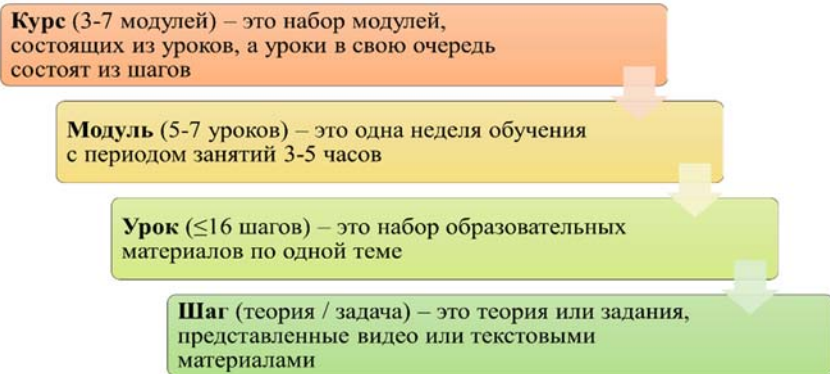 Курс (3-7 модулей) – это набор модулей,
состоящих из уроков, а уроки в свою очередь
состоят из шагов
Модуль (5-7 уроков) – это одна неделя обучения
с периодом занятий 3-5 часов
Урок (≤16 шагов) – это набор образовательных
материалов по одной теме
Шаг (теория / задача) – это теория или задания,
представленные видео или текстовыми
материалами